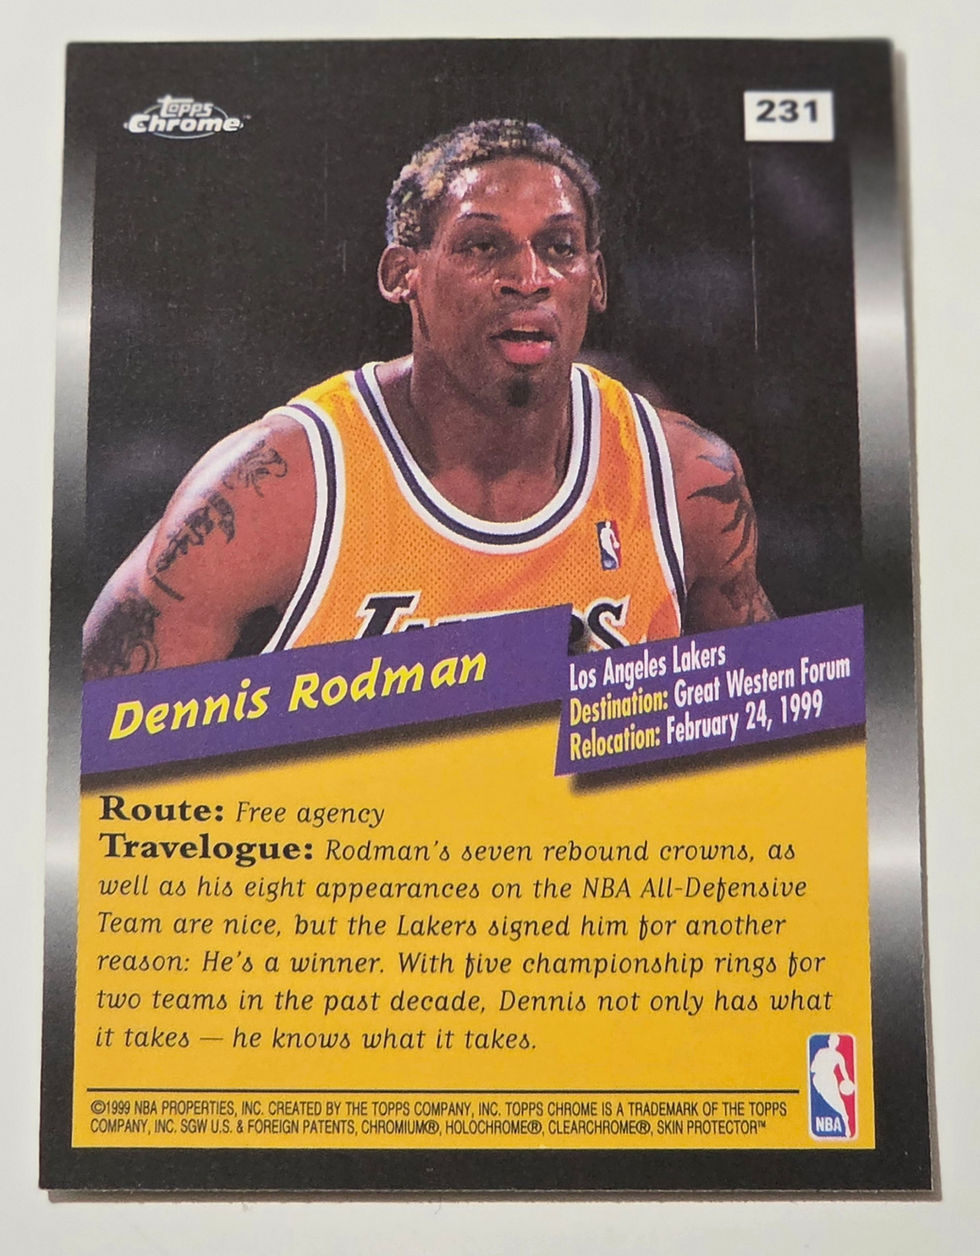 Topps
Chrome™
231
Lakers
Dennis Rodman
Los Angeles Lakers
Destination: Great Western Forum
Relocation: February 24, 1999
Route: Free agency
Travelogue: Rodman's seven rebound crowns, as
well as his eight appearances on the NBA All-Defensive
Team are nice, but the Lakers signed him for another
reason: He's a winner. With five championship rings for
two teams in the past decade, Dennis not only has what
it takes — he knows what it takes.
©1999 NBA PROPERTIES, INC. CREATED BY THE TOPPS COMPANY, INC. TOPPS CHROME IS A TRADEMARK OF THE TOPPS
COMPANY, INC. SGW U.S. & FOREIGN PATENTS, CHROMIUM®, HOLOCHROME®, CLEARCHROME®, SKIN PROTECTOR™
NBA